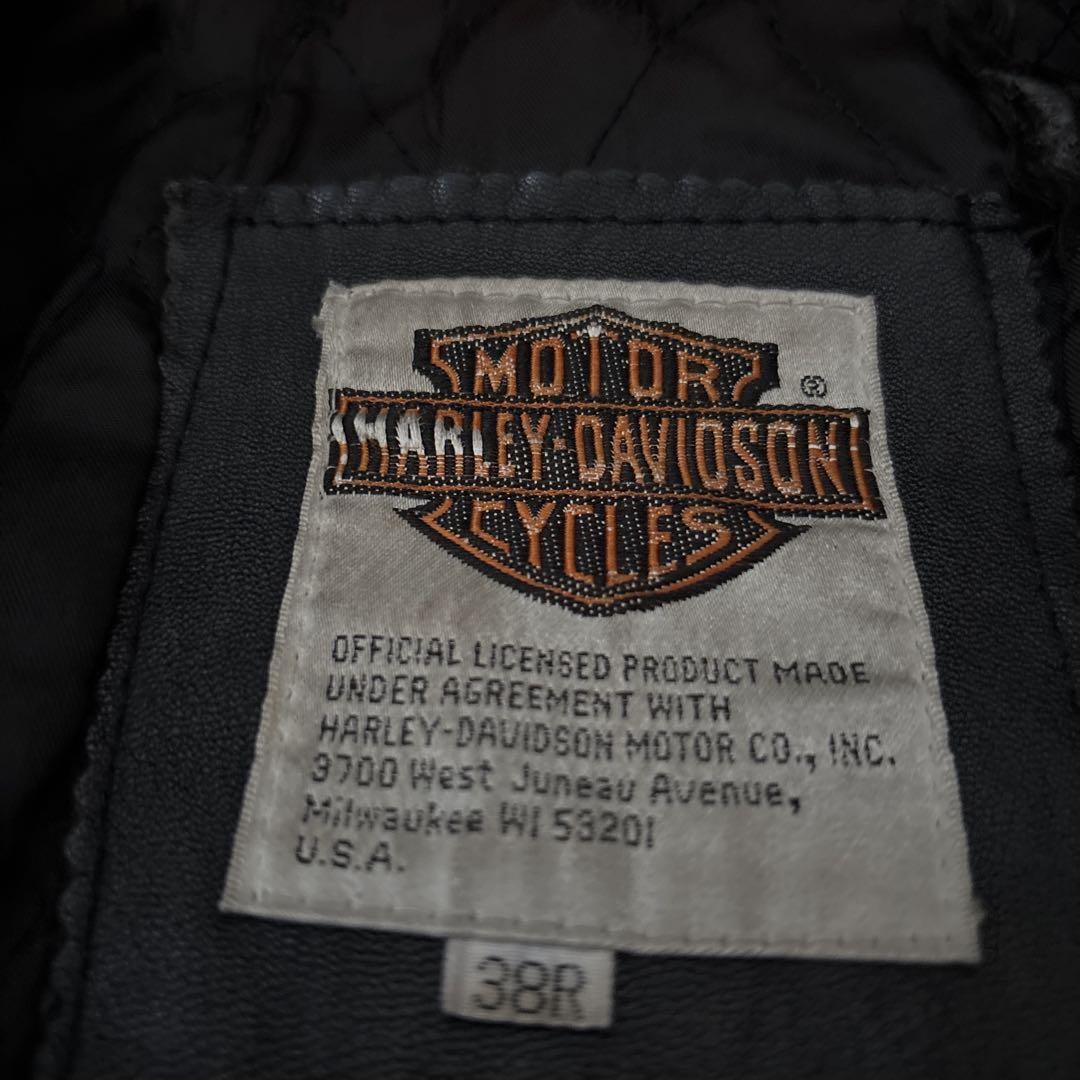 MOTOR
®
HARLEY-DAVIDSON
CYCLES
OFFICIAL LICENSED PRODUCT MADE
UNDER AGREEMENT WITH
HARLEY-DAVIDSON MOTOR CO., INC.
3700 West Juneau Avenue,
Milwaukee WI 53201
U.S.A.
38R